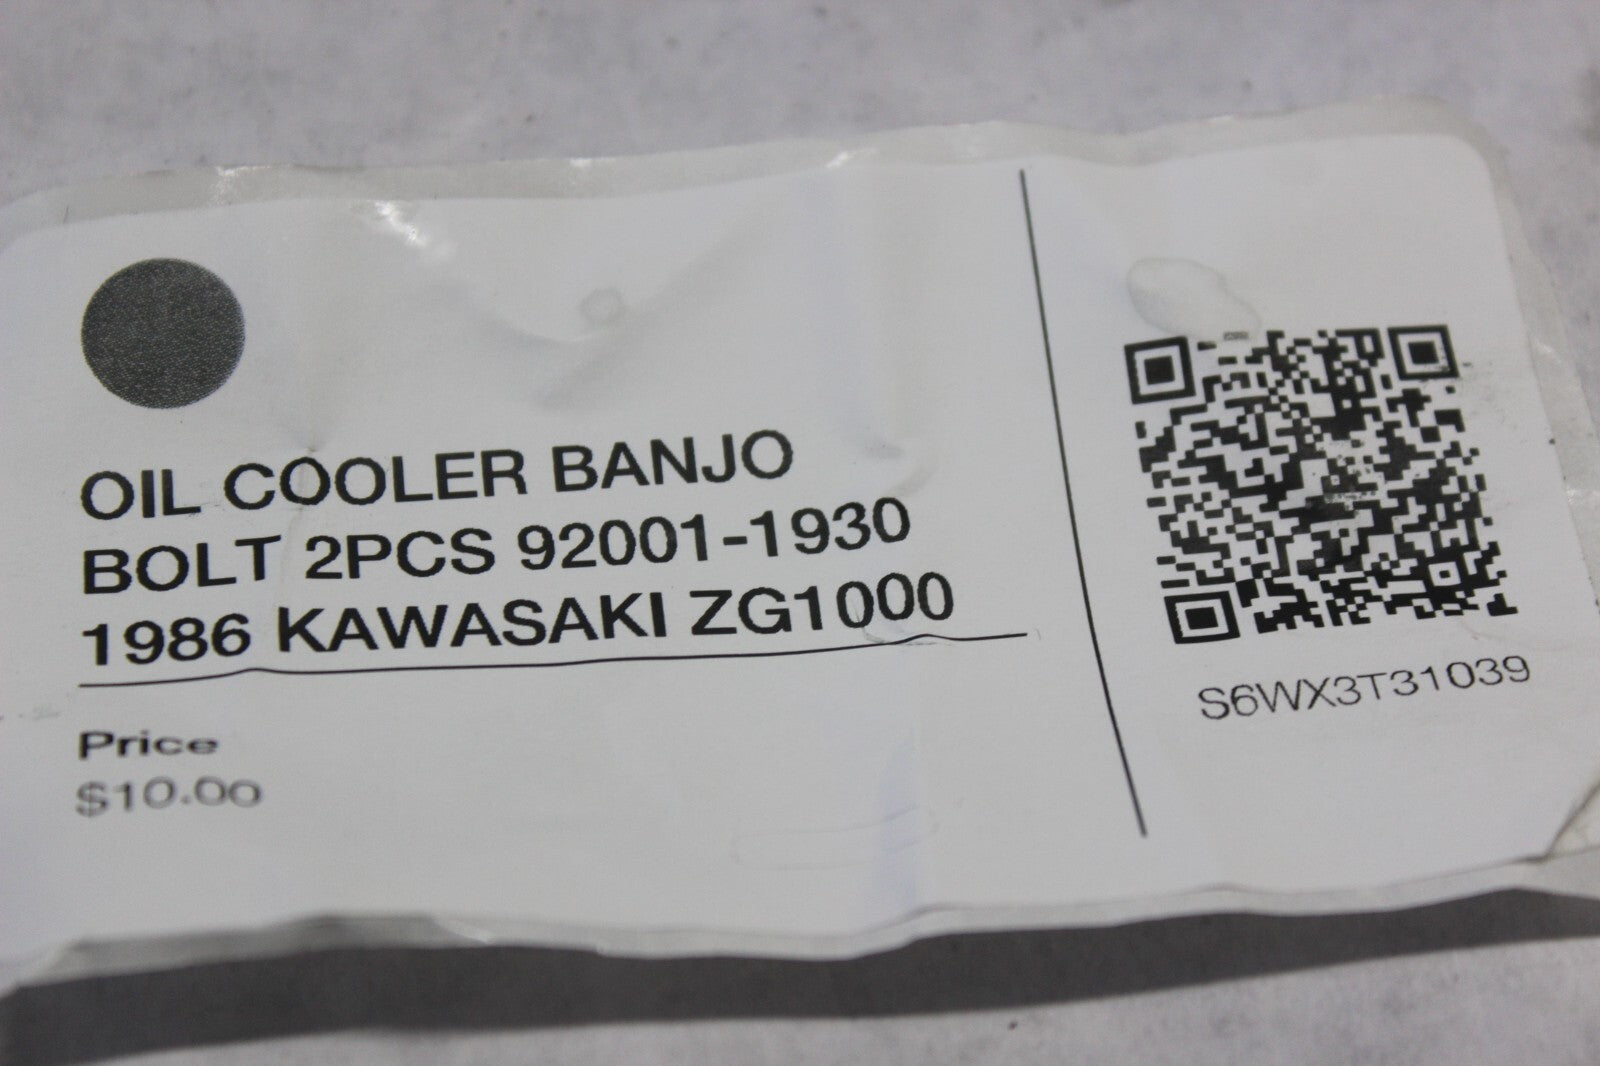 OIL COOLER BANJO
BOLT 2PCS 92001-1930
1986 KAWASAKI ZG1000
Price
$10.00
S6WX3T31039